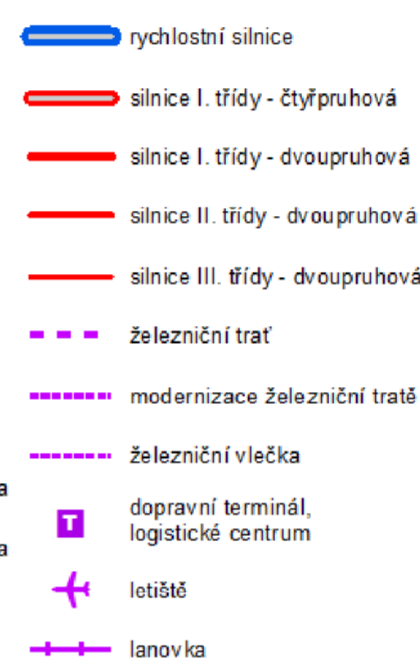 rychlostní silnice
silnice I. třídy - čtyřpruhová
silnice I. třídy - dvoupruhová
silnice II. třídy - dvoupruhová
silnice III. třídy - dvoupruhová
železniční trať
modernizace železniční tratě
železniční vlečka
a
dopravní terminál,
T
logistické centrum
a
letiště
lanovka